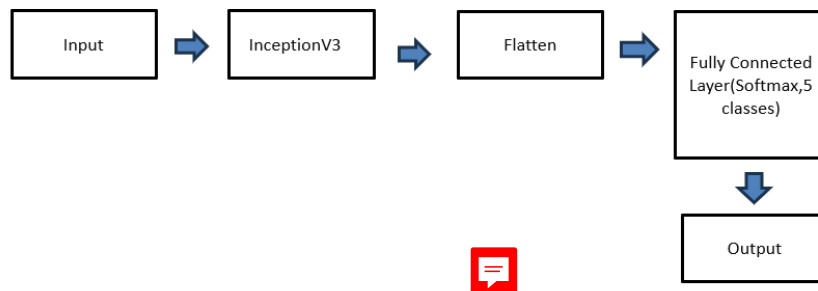 Input
InceptionV3
Flatten
Fully Connected
Layer(Softmax,5
classes)
Output